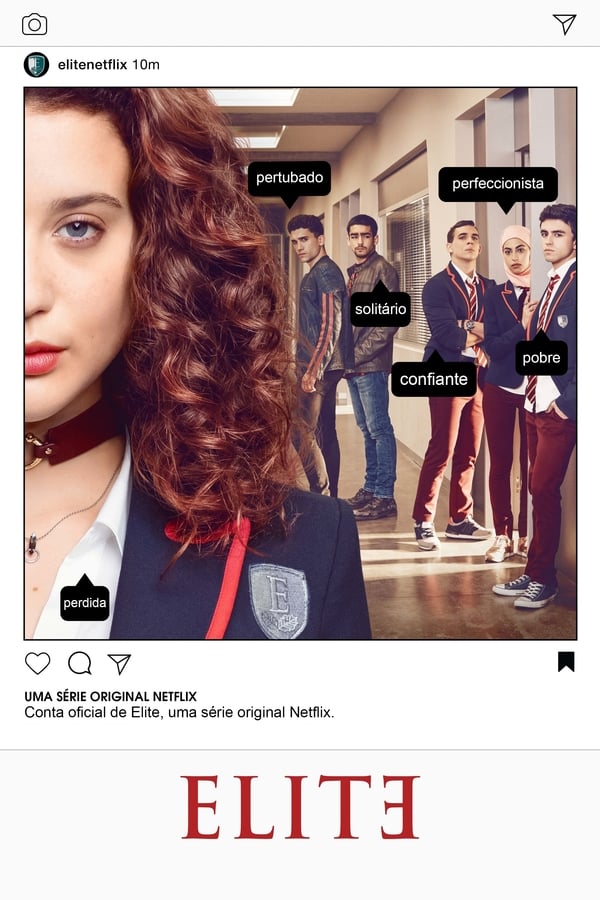 elitenetflix 10m
pertubado
perfeccionista
solitário
pobre
confiante
perdida
E
UMA SÉRIE ORIGINAL NETFLIX
Conta oficial de Elite, uma série original Netflix.
ELITE